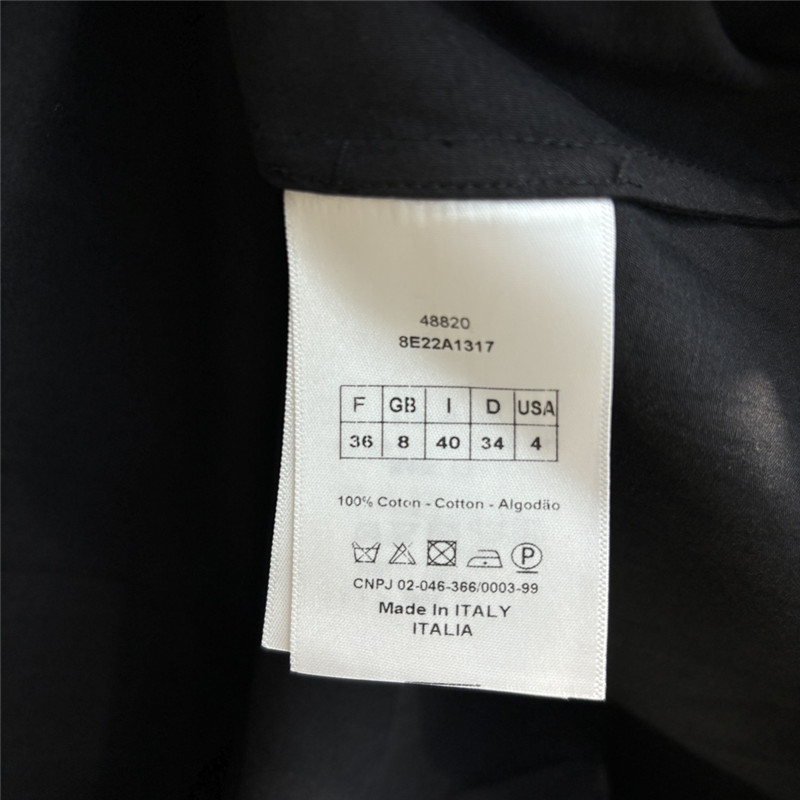 48820
8E22A1317
F GB I D USA
36 8 40 34 4
100% Coton - Cotton - Algodão
P
CNPJ 02-046-366/0003-99
Made In ITALY
ITALIA